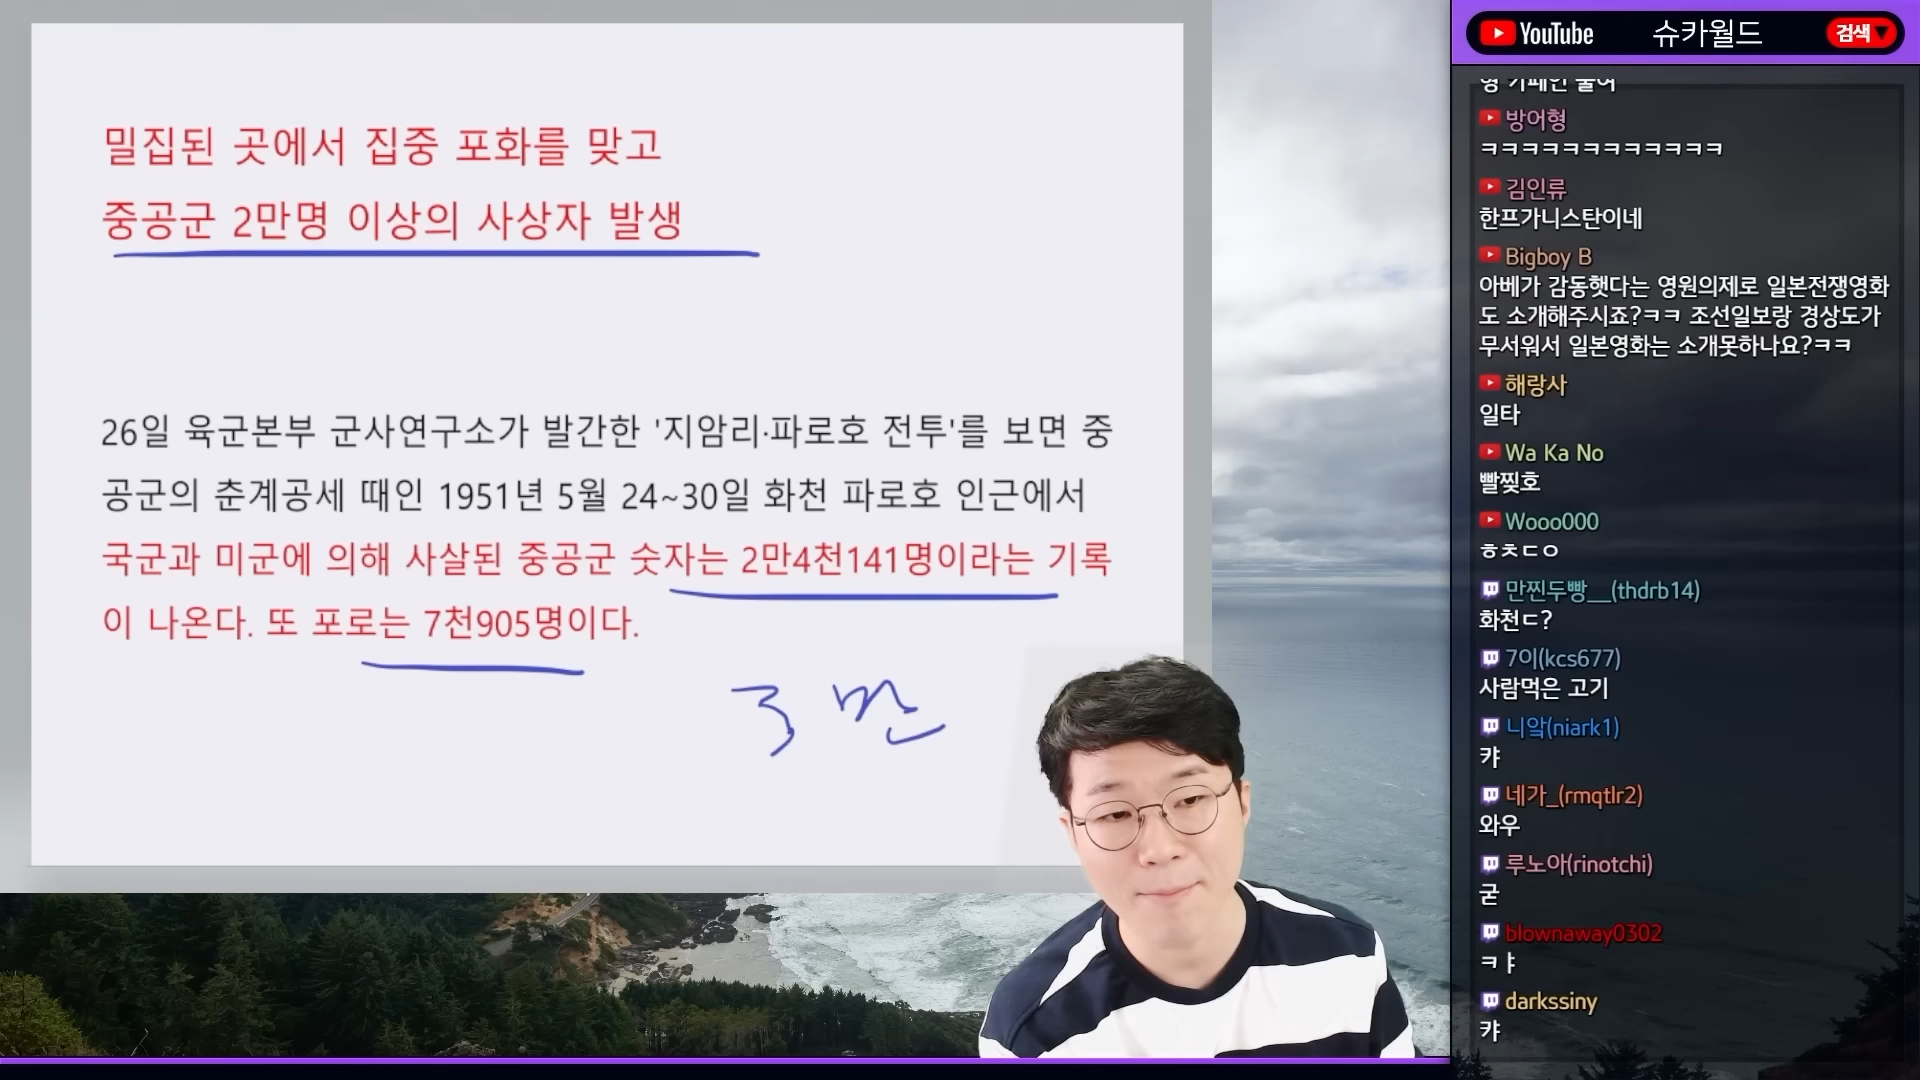 밀집된 곳에서 집중 포화를 맞고
중공군 2만명 이상의 사상자 발생
26일 육군본부 군사연구소가 발간한 '지암리·파로호 전투'를 보면 중
공군의 춘계공세 때인 1951년 5월 24~30일 화천 파로호 인근에서
국군과 미군에 의해 사살된 중공군 숫자는 2만4천141명이라는 기록
이 나온다. 또 포로는 7천905명이다.
3 만
YouTube 슈카월드 검색▼
방어형
ㅋㅋㅋㅋㅋㅋㅋㅋㅋㅋㅋㅋ
김인류
한프가니스탄이네
Bigboy B
아베가 감동햇다는 영원의제로 일본전쟁영화
도 소개해주시죠?ㅋㅋ 조선일보랑 경상도가
무서워서 일본영화는 소개못하나요?ㅋㅋ
해랑사
일타
Wa Ka No
빨찢호
Wooo000
ㅎㅊㄷㅇ
만찐두빵__(thdrb14)
화천ㄷ?
7이(kcs677)
사람먹은 고기
니앜(niark1)
캬
네가_(rmqtlr2)
와우
루노아(rinotchi)
굳
blownaway0302
ㅋㅑ
darkssiny
캬